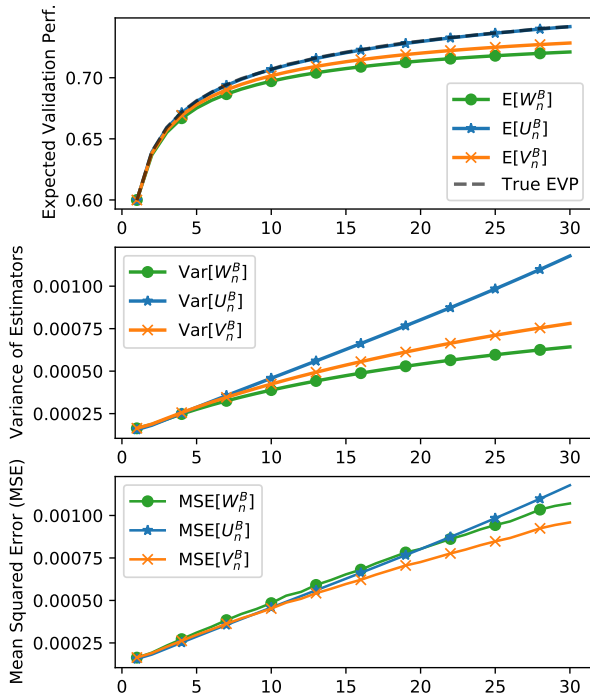 Expected Validation Perf.
0.70
0.65
0.60
E[W_n^B]
E[U_n^B]
E[V_n^B]
True EVP
0 5 10 15 20 25 30
Variance of Estimators
0.00100
0.00075
0.00050
0.00025
Var[W_n^B]
Var[U_n^B]
Var[V_n^B]
0 5 10 15 20 25 30
Mean Squared Error (MSE)
0.00100
0.00075
0.00050
0.00025
MSE[W_n^B]
MSE[U_n^B]
MSE[V_n^B]
0 5 10 15 20 25 30